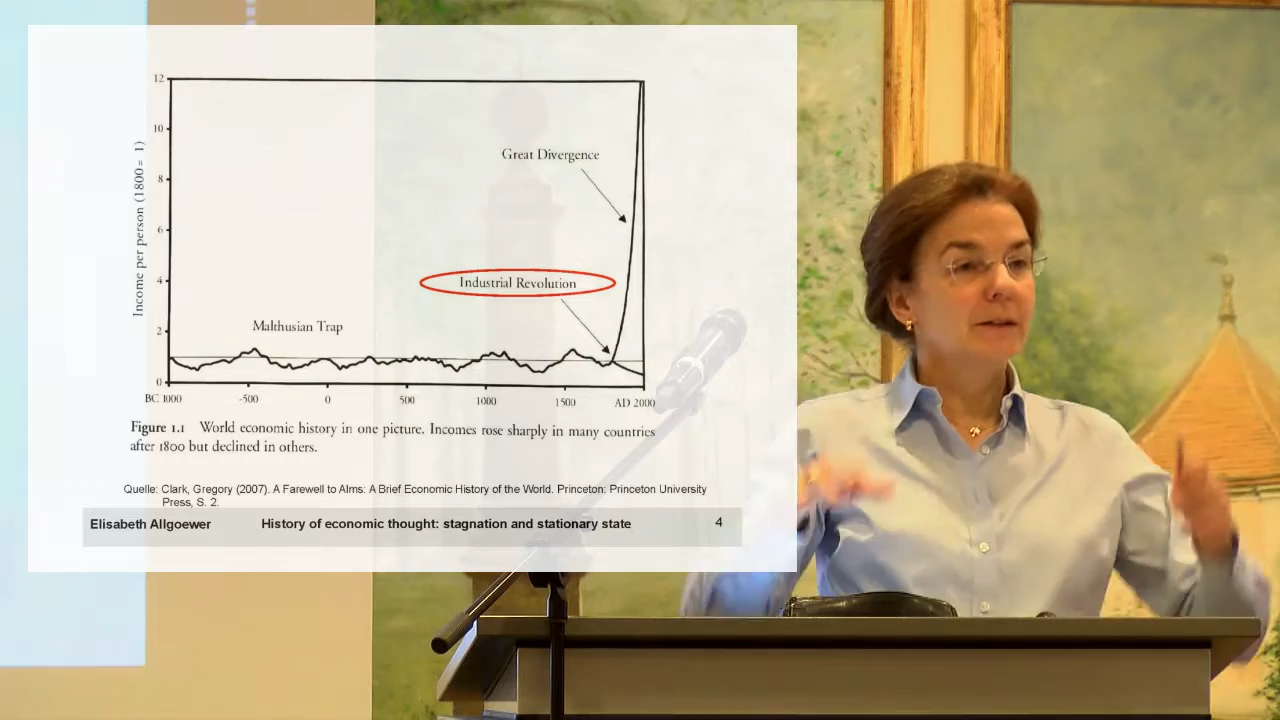 12
10
8
6
4
2
0
Income per person (1800 = 1)
Great Divergence
Industrial Revolution
Malthusian Trap
BC 1000 -500 0 500 1000 1500 AD 2000
Figure 1.1 World economic history in one picture. Incomes rose sharply in many countries
after 1800 but declined in others.
Quelle: Clark, Gregory (2007). A Farewell to Alms: A Brief Economic History of the World. Princeton: Princeton University
Press, S. 2.
Elisabeth Allgoewer History of economic thought: stagnation and stationary state 4